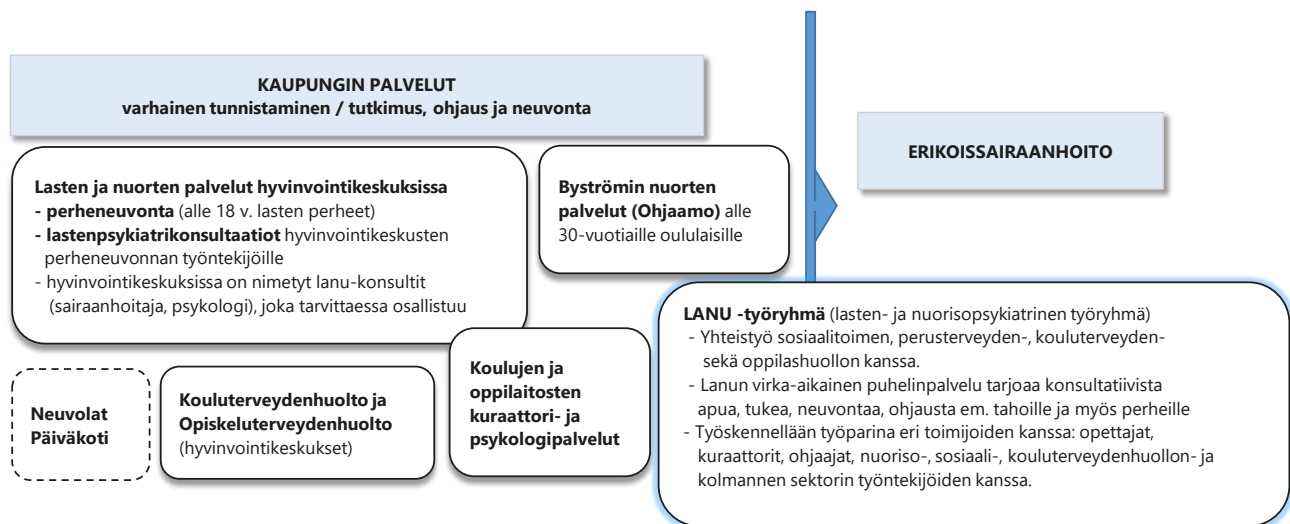 KAUPUNGIN PALVELUT
varhainen tunnistaminen / tutkimus, ohjaus ja neuvonta
ERIKOISSAIRAANHOITO
Lasten ja nuorten palvelut hyvinvointikeskuksissa
- perheneuvonta (alle 18 v. lasten perheet)
- lastenpsykiatrikonsultaatiot hyvinvointikeskusten
perheneuvonnan työntekijöille
- hyvinvointikeskuksissa on nimetyt lanu-konsultit
(sairaanhoitaja, psykologi), joka tarvittaessa osallistuu
Byströmin nuorten
palvelut (Ohjaamo) alle
30-vuotiaille oululaisille
LANU -työryhmä (lasten- ja nuorisopsykiatrinen työryhmä)
- Yhteistyö sosiaalitoimen, perusterveyden-, kouluterveyden-
sekä oppilashuollon kanssa.
- Lanun virka-aikainen puhelinpalvelu tarjoaa konsultatiivista
apua, tukea, neuvontaa, ohjausta em. tahoille ja myös perheille
- Työskennellään työparina eri toimijoiden kanssa: opettajat,
kuraattorit, ohjaajat, nuoriso-, sosiaali-, kouluterveydenhuollon- ja
kolmannen sektorin työntekijöiden kanssa.
Neuvolat
Päiväkoti
Kouluterveydenhuolto ja
Opiskeluterveydenhuolto
(hyvinvointikeskukset)
Koulujen ja
oppilaitosten
kuraattori- ja
psykologipalvelut